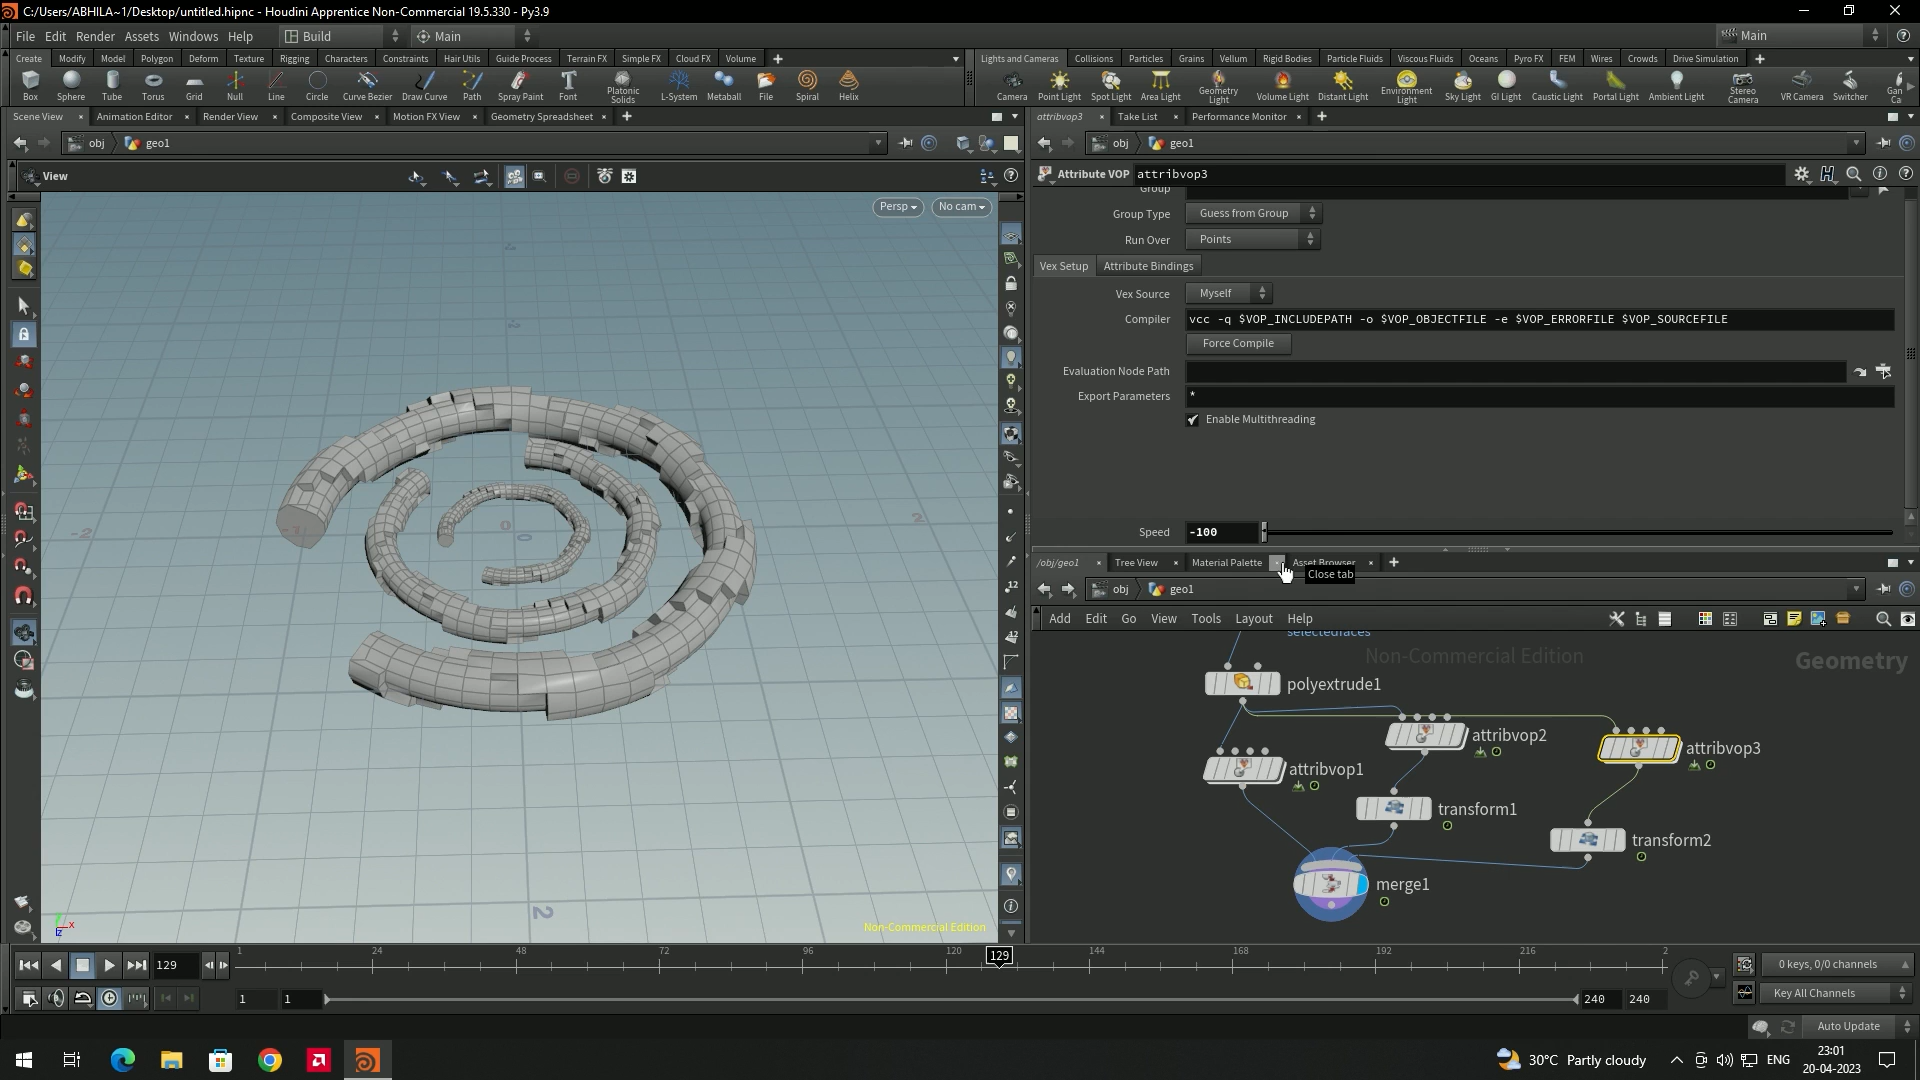 C:/Users/ABHILA~1/Desktop/untitled.hipnc - Houdini Apprentice Non-Commercial 19.5.330 - Py3.9
File Edit Render Assets Windows Help Build Main Main
Create Modify Model Polygon Deform Texture Rigging Characters Constraints Hair Utils Guide Process Terrain FX Simple FX Cloud FX Volume
Lights and Cameras Collisions Particles Grains Vellum Rigid Bodies Particle Fluids Viscous Fluids Oceans Pyro FX FEM Wires Crowds Drive Simulation
Box Sphere Tube Torus Grid Null Line Circle Curve Bezier Draw Curve Path Spray Paint Font Platonic Solids L-System Metaball File Spiral Helix
Camera Point Light Spot Light Area Light Geometry Light Volume Light Distant Light Environment Light Sky Light GI Light Caustic Light Portal Light Ambient Light Stereo Camera VR Camera Switcher Gan Ca
Scene View Animation Editor Render View Composite View Motion FX View Geometry Spreadsheet
attribvop3 Take List Performance Monitor
obj geo1
obj geo1
View
Attribute VOP attribvop3
Persp No cam
Group
Group Type Guess from Group
Run Over Points
Vex Setup Attribute Bindings
Vex Source Myself
Compiler vcc -q $VOP_INCLUDEPATH -o $VOP_OBJECTFILE -e $VOP_ERRORFILE $VOP_SOURCEFILE
Force Compile
Evaluation Node Path
Export Parameters *
Enable Multithreading
Speed -100
/obj/geo1 Tree View Material Palette Asset Browser
Close tab
obj geo1
Add Edit Go View Tools Layout Help
selectedfaces
Non-Commercial Edition
Geometry
polyextrude1
attribvop2
attribvop3
attribvop1
transform1
transform2
merge1
-2
-1
0
0
2
2
12
12
Non-Commercial Edition
x
z
129
1 24 48 72 96 120 129 144 168 192 216 2
0 keys, 0/0 channels
1 1 240 240
Key All Channels
Auto Update
30°C Partly cloudy
ENG
23:01
20-04-2023